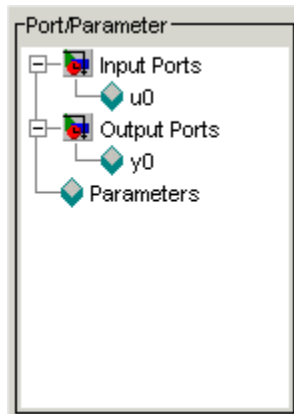 Port/Parameter
Input Ports
u0
Output Ports
y0
Parameters